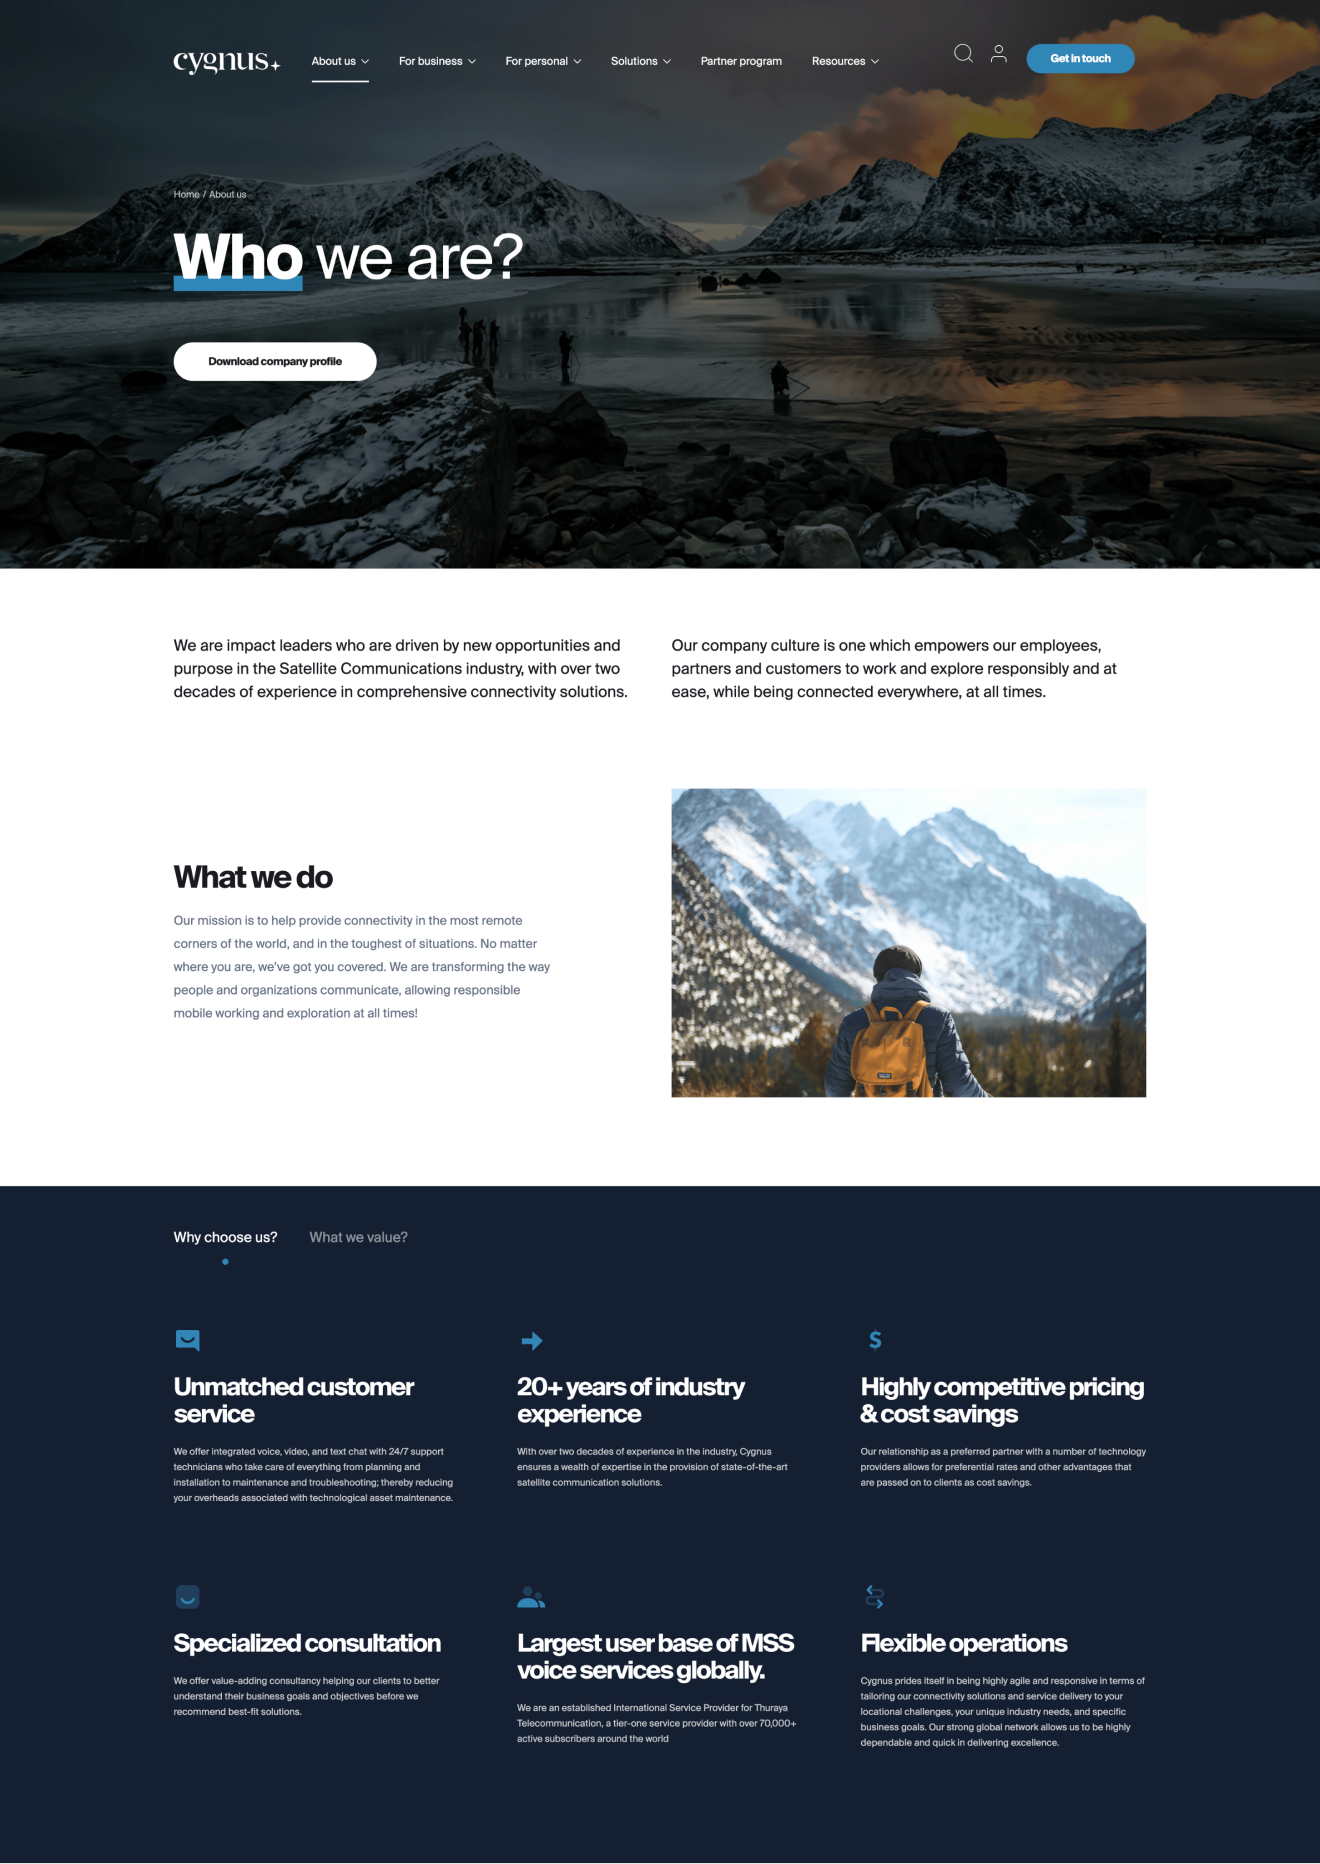 cygnus
About us
For business
For personal
Solutions
Partner program
Resources
Get in touch
Home / About us
Who we are?
Download company profile
We are impact leaders who are driven by new opportunities and
purpose in the Satellite Communications industry, with over two
decades of experience in comprehensive connectivity solutions.
Our company culture is one which empowers our employees,
partners and customers to work and explore responsibly and at
ease, while being connected everywhere, at all times.
What we do
Our mission is to help provide connectivity in the most remote
corners of the world, and in the toughest of situations. No matter
where you are, we've got you covered. We are transforming the way
people and organizations communicate, allowing responsible
mobile working and exploration at all times!
Why choose us?
What we value?
Unmatched customer
service
We offer integrated voice, video, and text chat with 24/7 support
technicians who take care of everything from planning and
installation to maintenance and troubleshooting; thereby reducing
your overheads associated with technological asset maintenance.
20+ years of industry
experience
With over two decades of experience in the industry, Cygnus
ensures a wealth of expertise in the provision of state-of-the-art
satellite communication solutions.
$
Highly competitive pricing
& cost savings
Our relationship as a preferred partner with a number of technology
providers allows for preferential rates and other advantages that
are passed on to clients as cost savings.
Specialized consultation
We offer value-adding consultancy helping our clients to better
understand their business goals and objectives before we
recommend best-fit solutions.
Largest user base of MSS
voice services globally.
We are an established International Service Provider for Thuraya
Telecommunication, a tier-one service provider with over 70,000+
active subscribers around the world
Flexible operations
Cygnus prides itself in being highly agile and responsive in terms of
tailoring our connectivity solutions and service delivery to your
locational challenges, your unique industry needs, and specific
business goals. Our strong global network allows us to be highly
dependable and quick in delivering excellence.